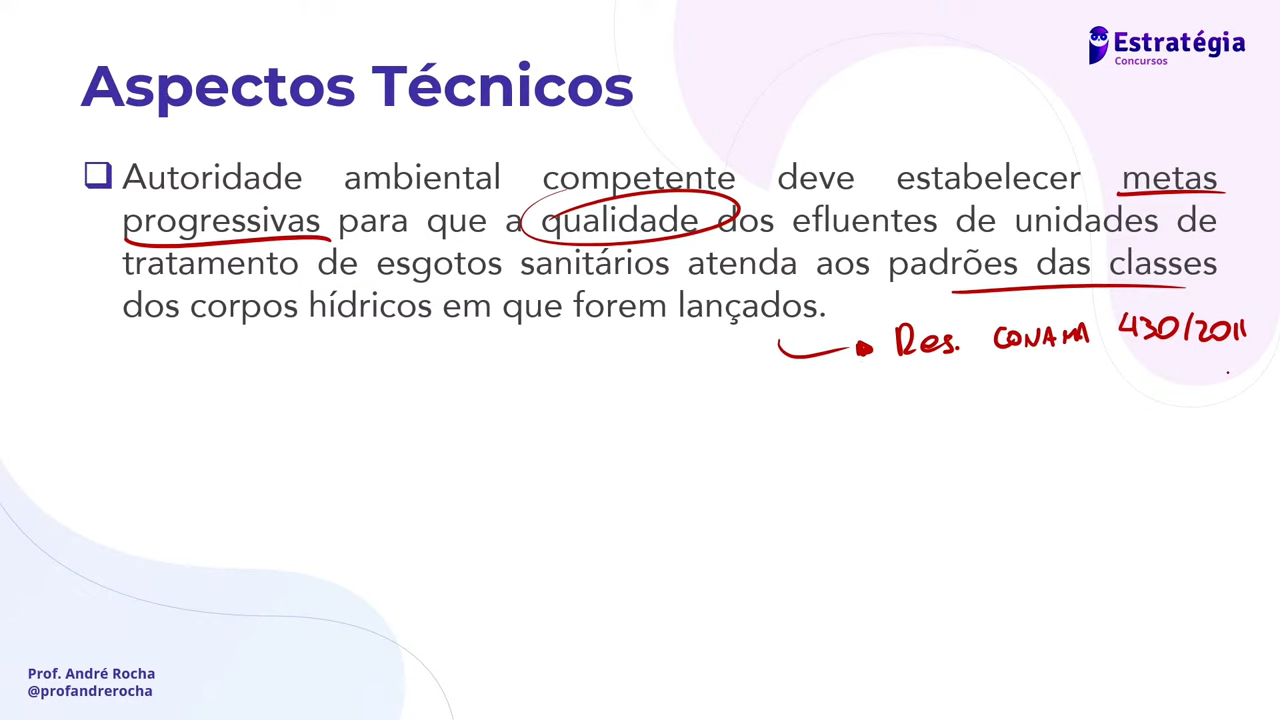 Estratégia
Concursos
Aspectos Técnicos
Autoridade ambiental competente deve estabelecer metas
progressivas para que a qualidade dos efluentes de unidades de
tratamento de esgotos sanitários atenda aos padrões das classes
dos corpos hídricos em que forem lançados.
Res. CONAMA 430/2011
Prof. André Rocha
@profandrerocha